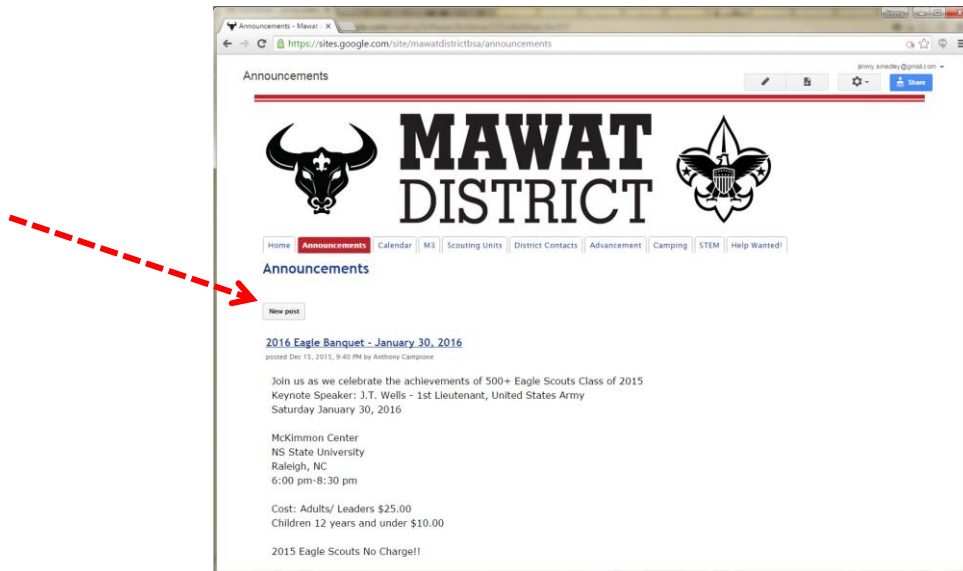 Jimmy
Announcements - Mawat
https://sites.google.com/site/mawatdistrictbsa/announcements
Announcements
Share
MAWAT
DISTRICT
Home Announcements Calendar M3 Scouting Units District Contacts Advancement Camping STEM Help Wanted!
Announcements
New post
2016 Eagle Banquet - January 30, 2016
posted Dec 15, 2015, 9:40 PM by Anthony Campione
Join us as we celebrate the achievements of 500+ Eagle Scouts Class of 2015
Keynote Speaker: J.T. Wells - 1st Lieutenant, United States Army
Saturday January 30, 2016
McKimmon Center
NS State University
Raleigh, NC
6:00 pm-8:30 pm
Cost: Adults/ Leaders $25.00
Children 12 years and under $10.00
2015 Eagle Scouts No Charge!!